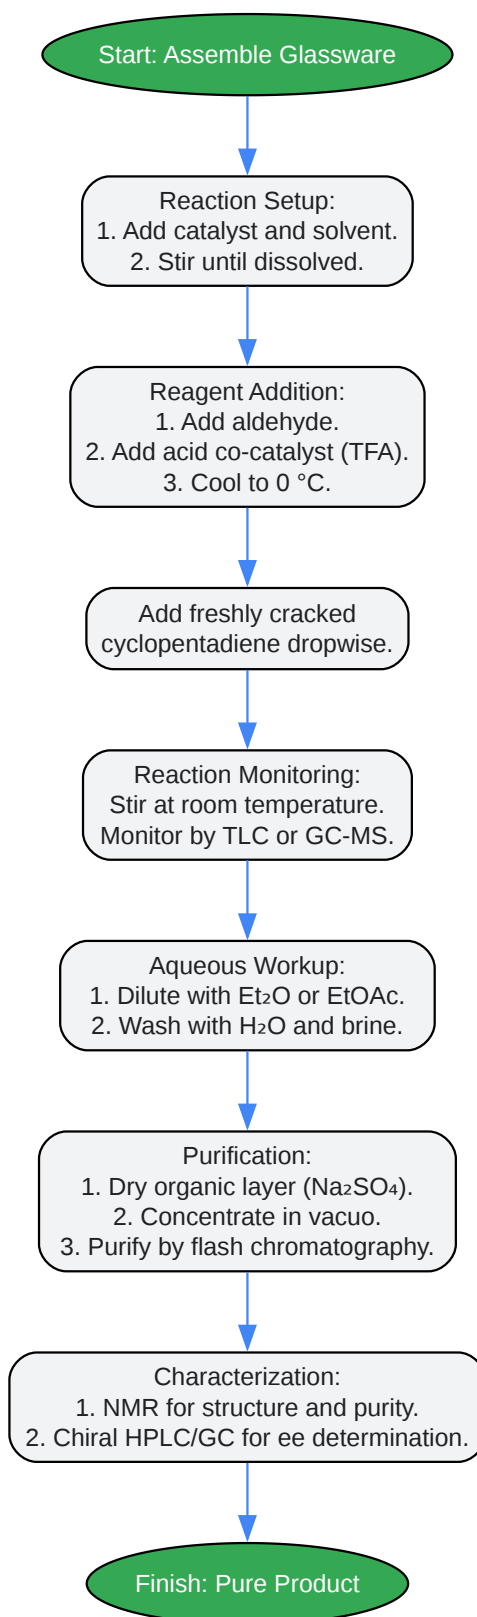 Start: Assemble Glassware
Reaction Setup:
1. Add catalyst and solvent.
2. Stir until dissolved.
Reagent Addition:
1. Add aldehyde.
2. Add acid co-catalyst (TFA).
3. Cool to 0 °C.
Add freshly cracked
cyclopentadiene dropwise.
Reaction Monitoring:
Stir at room temperature.
Monitor by TLC or GC-MS.
Aqueous Workup:
1. Dilute with Et₂O or EtOAc.
2. Wash with H₂O and brine.
Purification:
1. Dry organic layer (Na₂SO₄).
2. Concentrate in vacuo.
3. Purify by flash chromatography.
Characterization:
1. NMR for structure and purity.
2. Chiral HPLC/GC for ee determination.
Finish: Pure Product